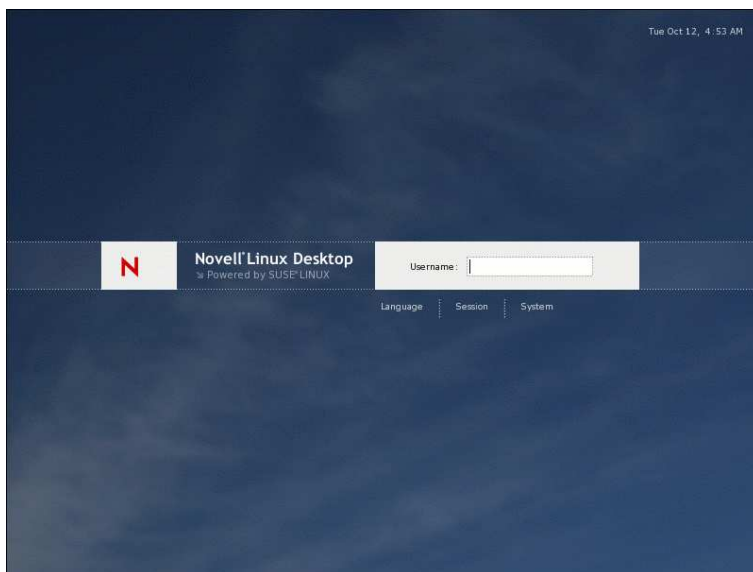 Tue Oct 12, 4:53 AM
N
Novell® Linux Desktop
Powered by SUSE® LINUX
Username:
Language
Session
System